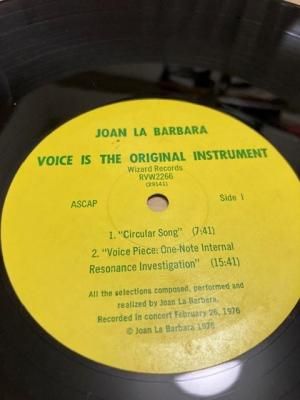 JOAN LA BARBARA
VOICE IS THE ORIGINAL INSTRUMENT
Wizard Records
RVW2266
(29141)
ASCAP Side 1
1. "Circular Song" (7:41)
2. "Voice Piece: One-Note Internal
Resonance Investigation" (15:41)
All the selections composed, performed and
realized by Joan La Barbara.
Recorded in concert February 26, 1976
© Joan La Barbara 1976